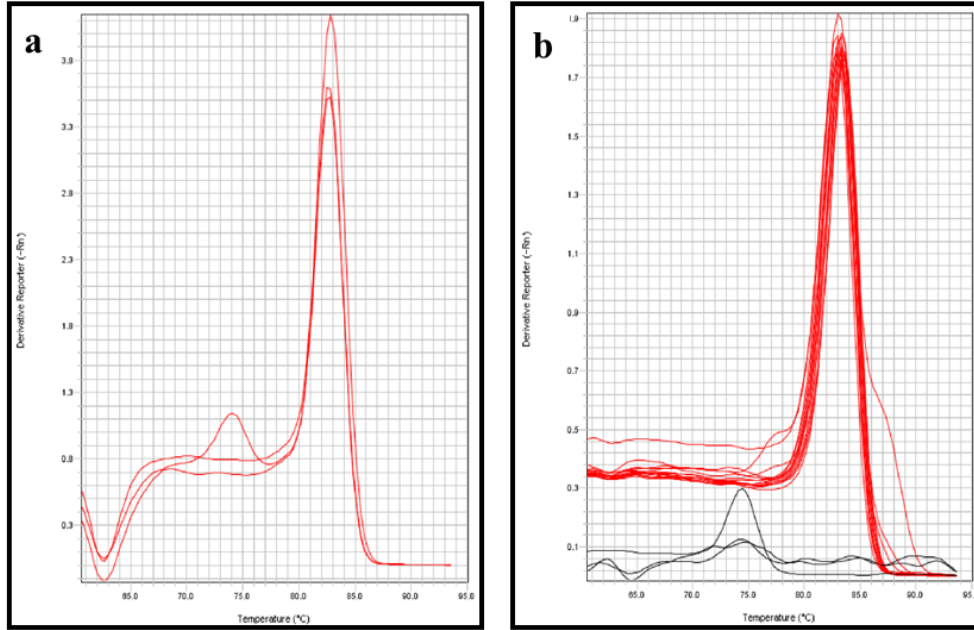 a
3.8
3.3
2.8
2.3
1.8
1.3
0.8
0.3
Derivative Reporter (-Rn)
65.0 70.0 75.0 80.0 85.0 90.0 95.0
Temperature (°C)
b
1.9
1.7
1.5
1.3
1.1
0.9
0.7
0.5
0.3
0.1
Derivative Reporter (-Rn)
65.0 70.0 75.0 80.0 85.0 90.0 95.
Temperature (°C)